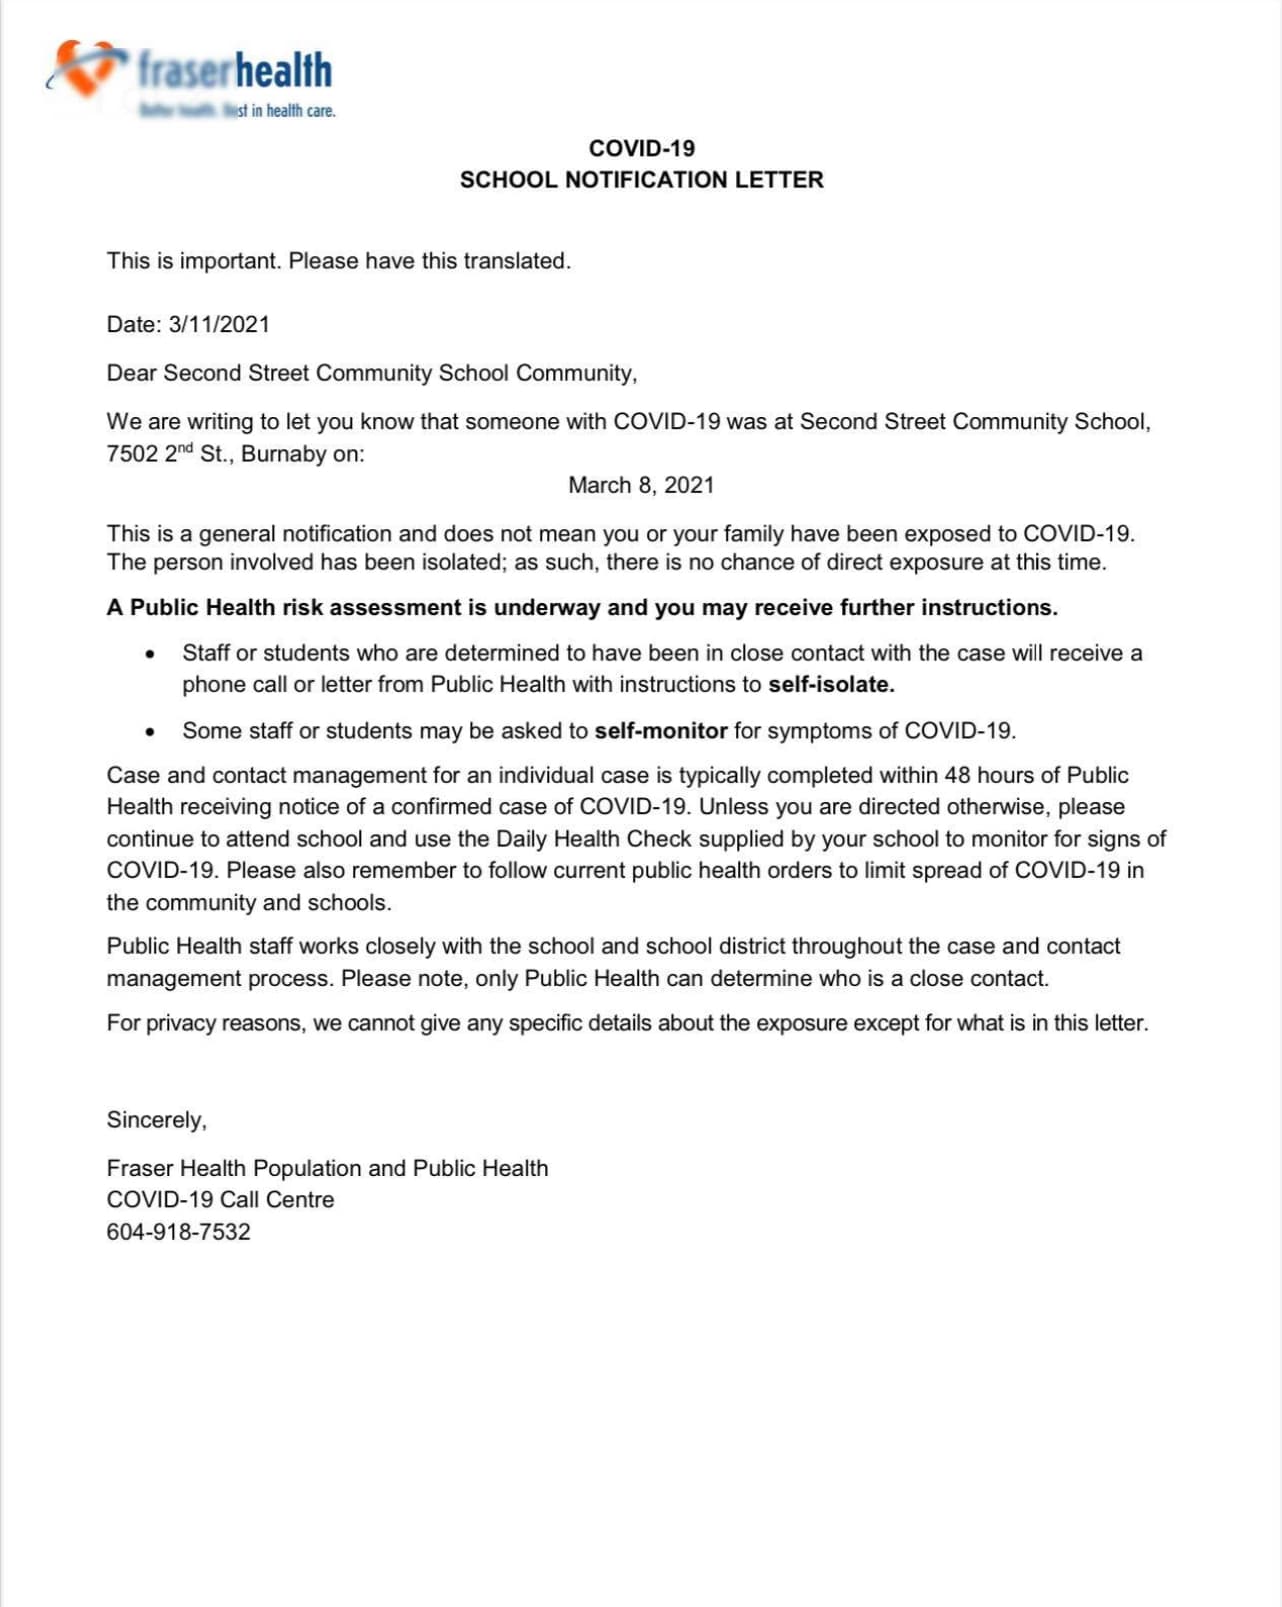 fraserhealth
st in health care.
COVID-19
SCHOOL NOTIFICATION LETTER
This is important. Please have this translated.
Date: 3/11/2021
Dear Second Street Community School Community,
We are writing to let you know that someone with COVID-19 was at Second Street Community School,
7502 2nd St., Burnaby on:
March 8, 2021
This is a general notification and does not mean you or your family have been exposed to COVID-19.
The person involved has been isolated; as such, there is no chance of direct exposure at this time.
A Public Health risk assessment is underway and you may receive further instructions.
• Staff or students who are determined to have been in close contact with the case will receive a
phone call or letter from Public Health with instructions to self-isolate.
• Some staff or students may be asked to self-monitor for symptoms of COVID-19.
Case and contact management for an individual case is typically completed within 48 hours of Public
Health receiving notice of a confirmed case of COVID-19. Unless you are directed otherwise, please
continue to attend school and use the Daily Health Check supplied by your school to monitor for signs of
COVID-19. Please also remember to follow current public health orders to limit spread of COVID-19 in
the community and schools.
Public Health staff works closely with the school and school district throughout the case and contact
management process. Please note, only Public Health can determine who is a close contact.
For privacy reasons, we cannot give any specific details about the exposure except for what is in this letter.
Sincerely,
Fraser Health Population and Public Health
COVID-19 Call Centre
604-918-7532